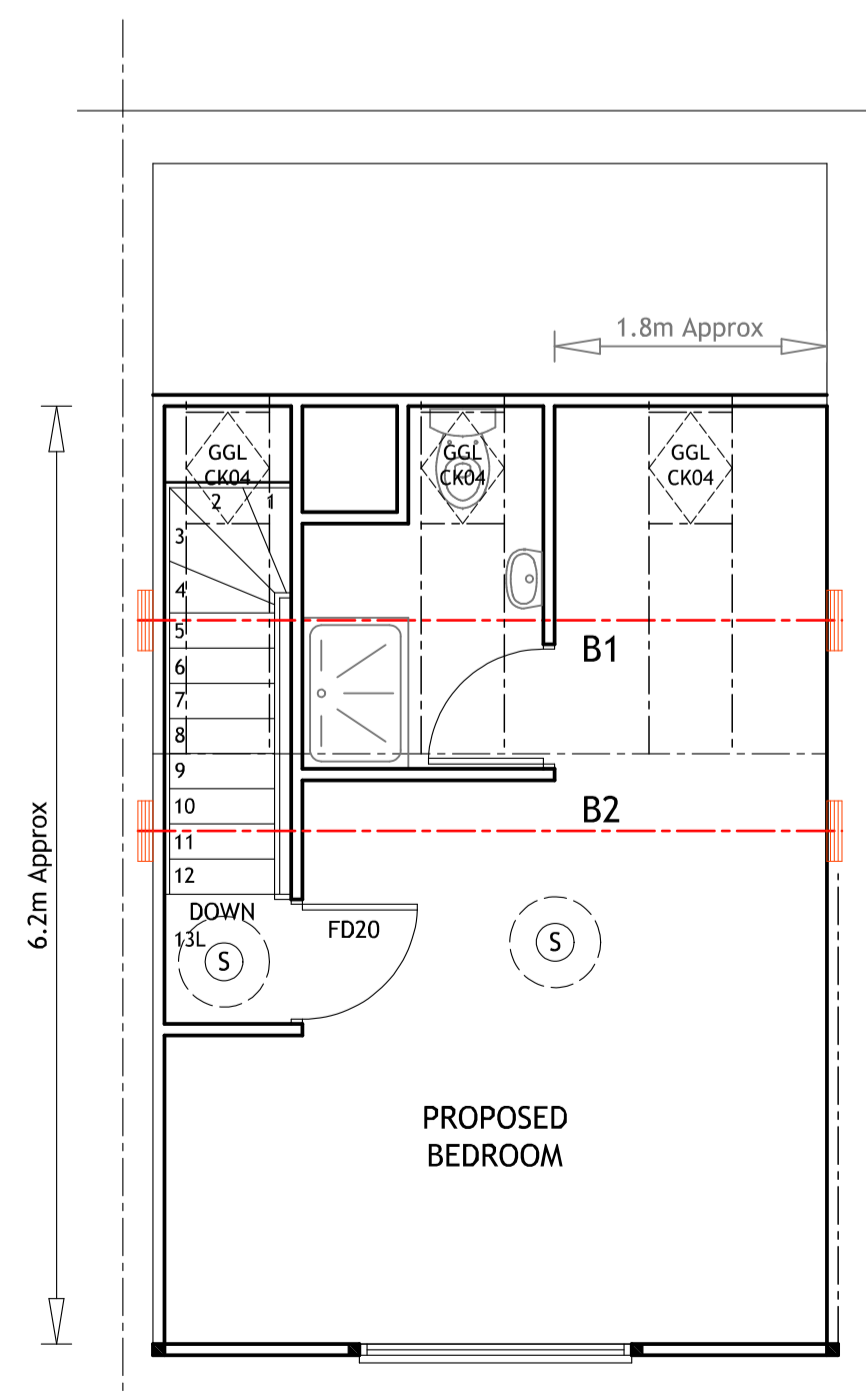 1.8m Approx
GGL
CK04
GGL
CK04
GGL
CK04
2
1
3
4
5
6
7
8
9
10
11
12
B1
B2
DOWN
13L
S
FD20
S
6.2m Approx
PROPOSED
BEDROOM